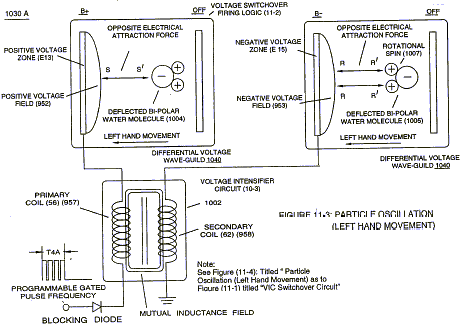 1030 A
B+
OFF
VOLTAGE SWITCHOVER
FIRING LOGIC (11-2)
B-
OFF
OPPOSITE ELECTRICAL
ATTRACTION FORCE
POSITIVE VOLTAGE
ZONE (E13)
S
S'
POSITIVE VOLTAGE
FIELD (952)
DEFLECTED BI-POLAR
WATER MOLECULE (1004)
LEFT HAND MOVEMENT
DIFFERENTIAL VOLTAGE
WAVE-GUILD 1040
OPPOSITE ELECTRICAL
ATTRACTION FORCE
ROTATIONAL
SPIN (1007)
NEGATIVE VOLTAGE
ZONE (E 15)
R
R'
R
R'
NEGATIVE VOLTAGE
FIELD (953)
DEFLECTED BI-POLAR
WATER MOLECULE (1005)
LEFT HAND MOVEMENT
DIFFERENTIAL VOLTAGE
WAVE-GUILD 1040
VOLTAGE INTENSIFIER
CIRCUIT (10-3)
PRIMARY
COIL (56) (957)
1002
SECONDARY
COIL (62) (958)
FIGURE 11-3: PARTICLE OSCILLATION
(LEFT HAND MOVEMENT)
T4A
PROGRAMMABLE GATED
PULSE FREQUENCY
BLOCKING DIODE
MUTUAL INDUCTANCE FIELD
Note:
See Figure (11-4): Titled " Particle
Oscillation (Left Hand Movement) as to
Figure (11-1) titled "VIC Switchover Circuit"